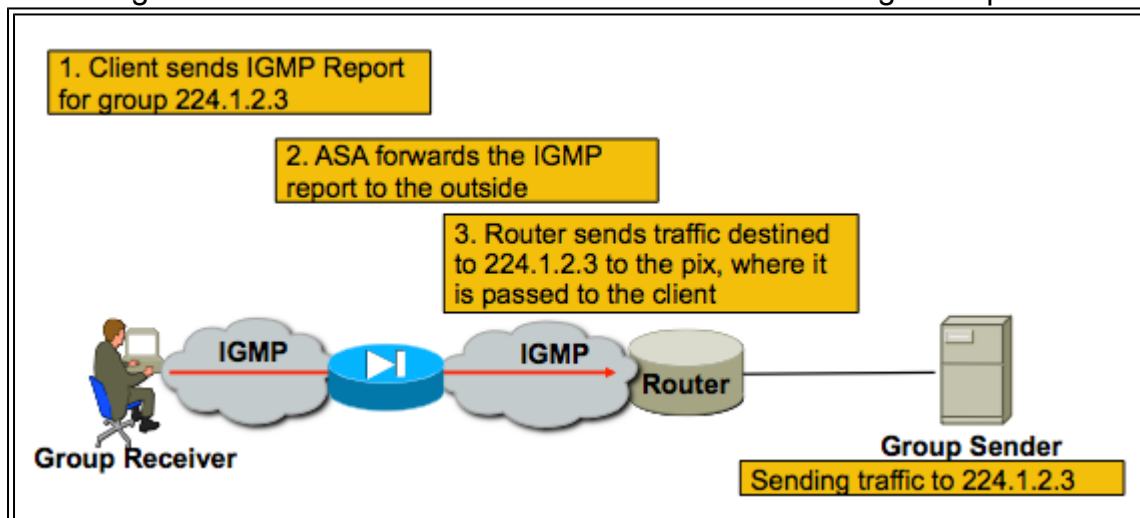 1. Client sends IGMP Report
for group 224.1.2.3
2. ASA forwards the IGMP
report to the outside
3. Router sends traffic destined
to 224.1.2.3 to the pix, where it
is passed to the client
IGMP
IGMP
Router
Group Receiver
Group Sender
Sending traffic to 224.1.2.3